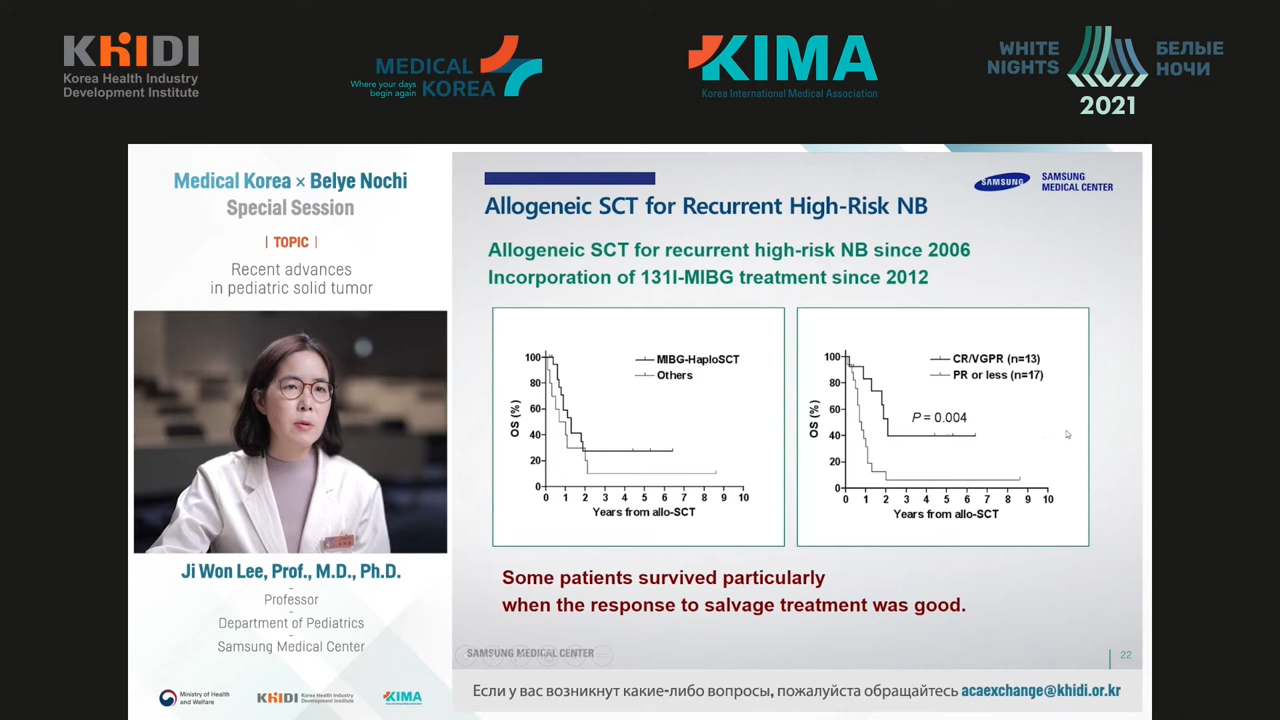 KHIDI
Korea Health Industry
Development Institute
MEDICAL
KOREA
Where your days
begin again
KIMA
Korea International Medical Association
WHITE
NIGHTS
БЕЛЫЕ
НОЧИ
2021
Medical Korea × Belye Nochi
Special Session
| TOPIC |
Recent advances
in pediatric solid tumor
Ji Won Lee, Prof., M.D., Ph.D.
-
Professor
-
Department of Pediatrics
-
Samsung Medical Center
Ministry of Health
and Welfare
KHIDI
Korea Health Industry
Development Institute
KIMA
SAMSUNG
SAMSUNG
MEDICAL CENTER
Allogeneic SCT for Recurrent High-Risk NB
Allogeneic SCT for recurrent high-risk NB since 2006
Incorporation of 131I-MIBG treatment since 2012
MIBG-HaploSCT
Others
OS (%)
100
80
60
40
20
0
0 1 2 3 4 5 6 7 8 9 10
Years from allo-SCT
CR/VGPR (n=13)
PR or less (n=17)
P = 0.004
OS (%)
100
80
60
40
20
0
0 1 2 3 4 5 6 7 8 9 10
Years from allo-SCT
Some patients survived particularly
when the response to salvage treatment was good.
SAMSUNG MEDICAL CENTER
22
Если у вас возникнут какие-либо вопросы, пожалуйста обращайтесь acaexchange@khidi.or.kr